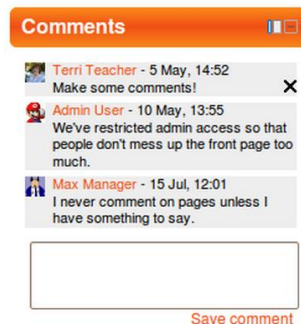 Comments
Terri Teacher - 5 May, 14:52
Make some comments!
Admin User - 10 May, 13:55
We've restricted admin access so that
people don't mess up the front page too
much.
Max Manager - 15 Jul, 12:01
I never comment on pages unless I
have something to say.
Save comment